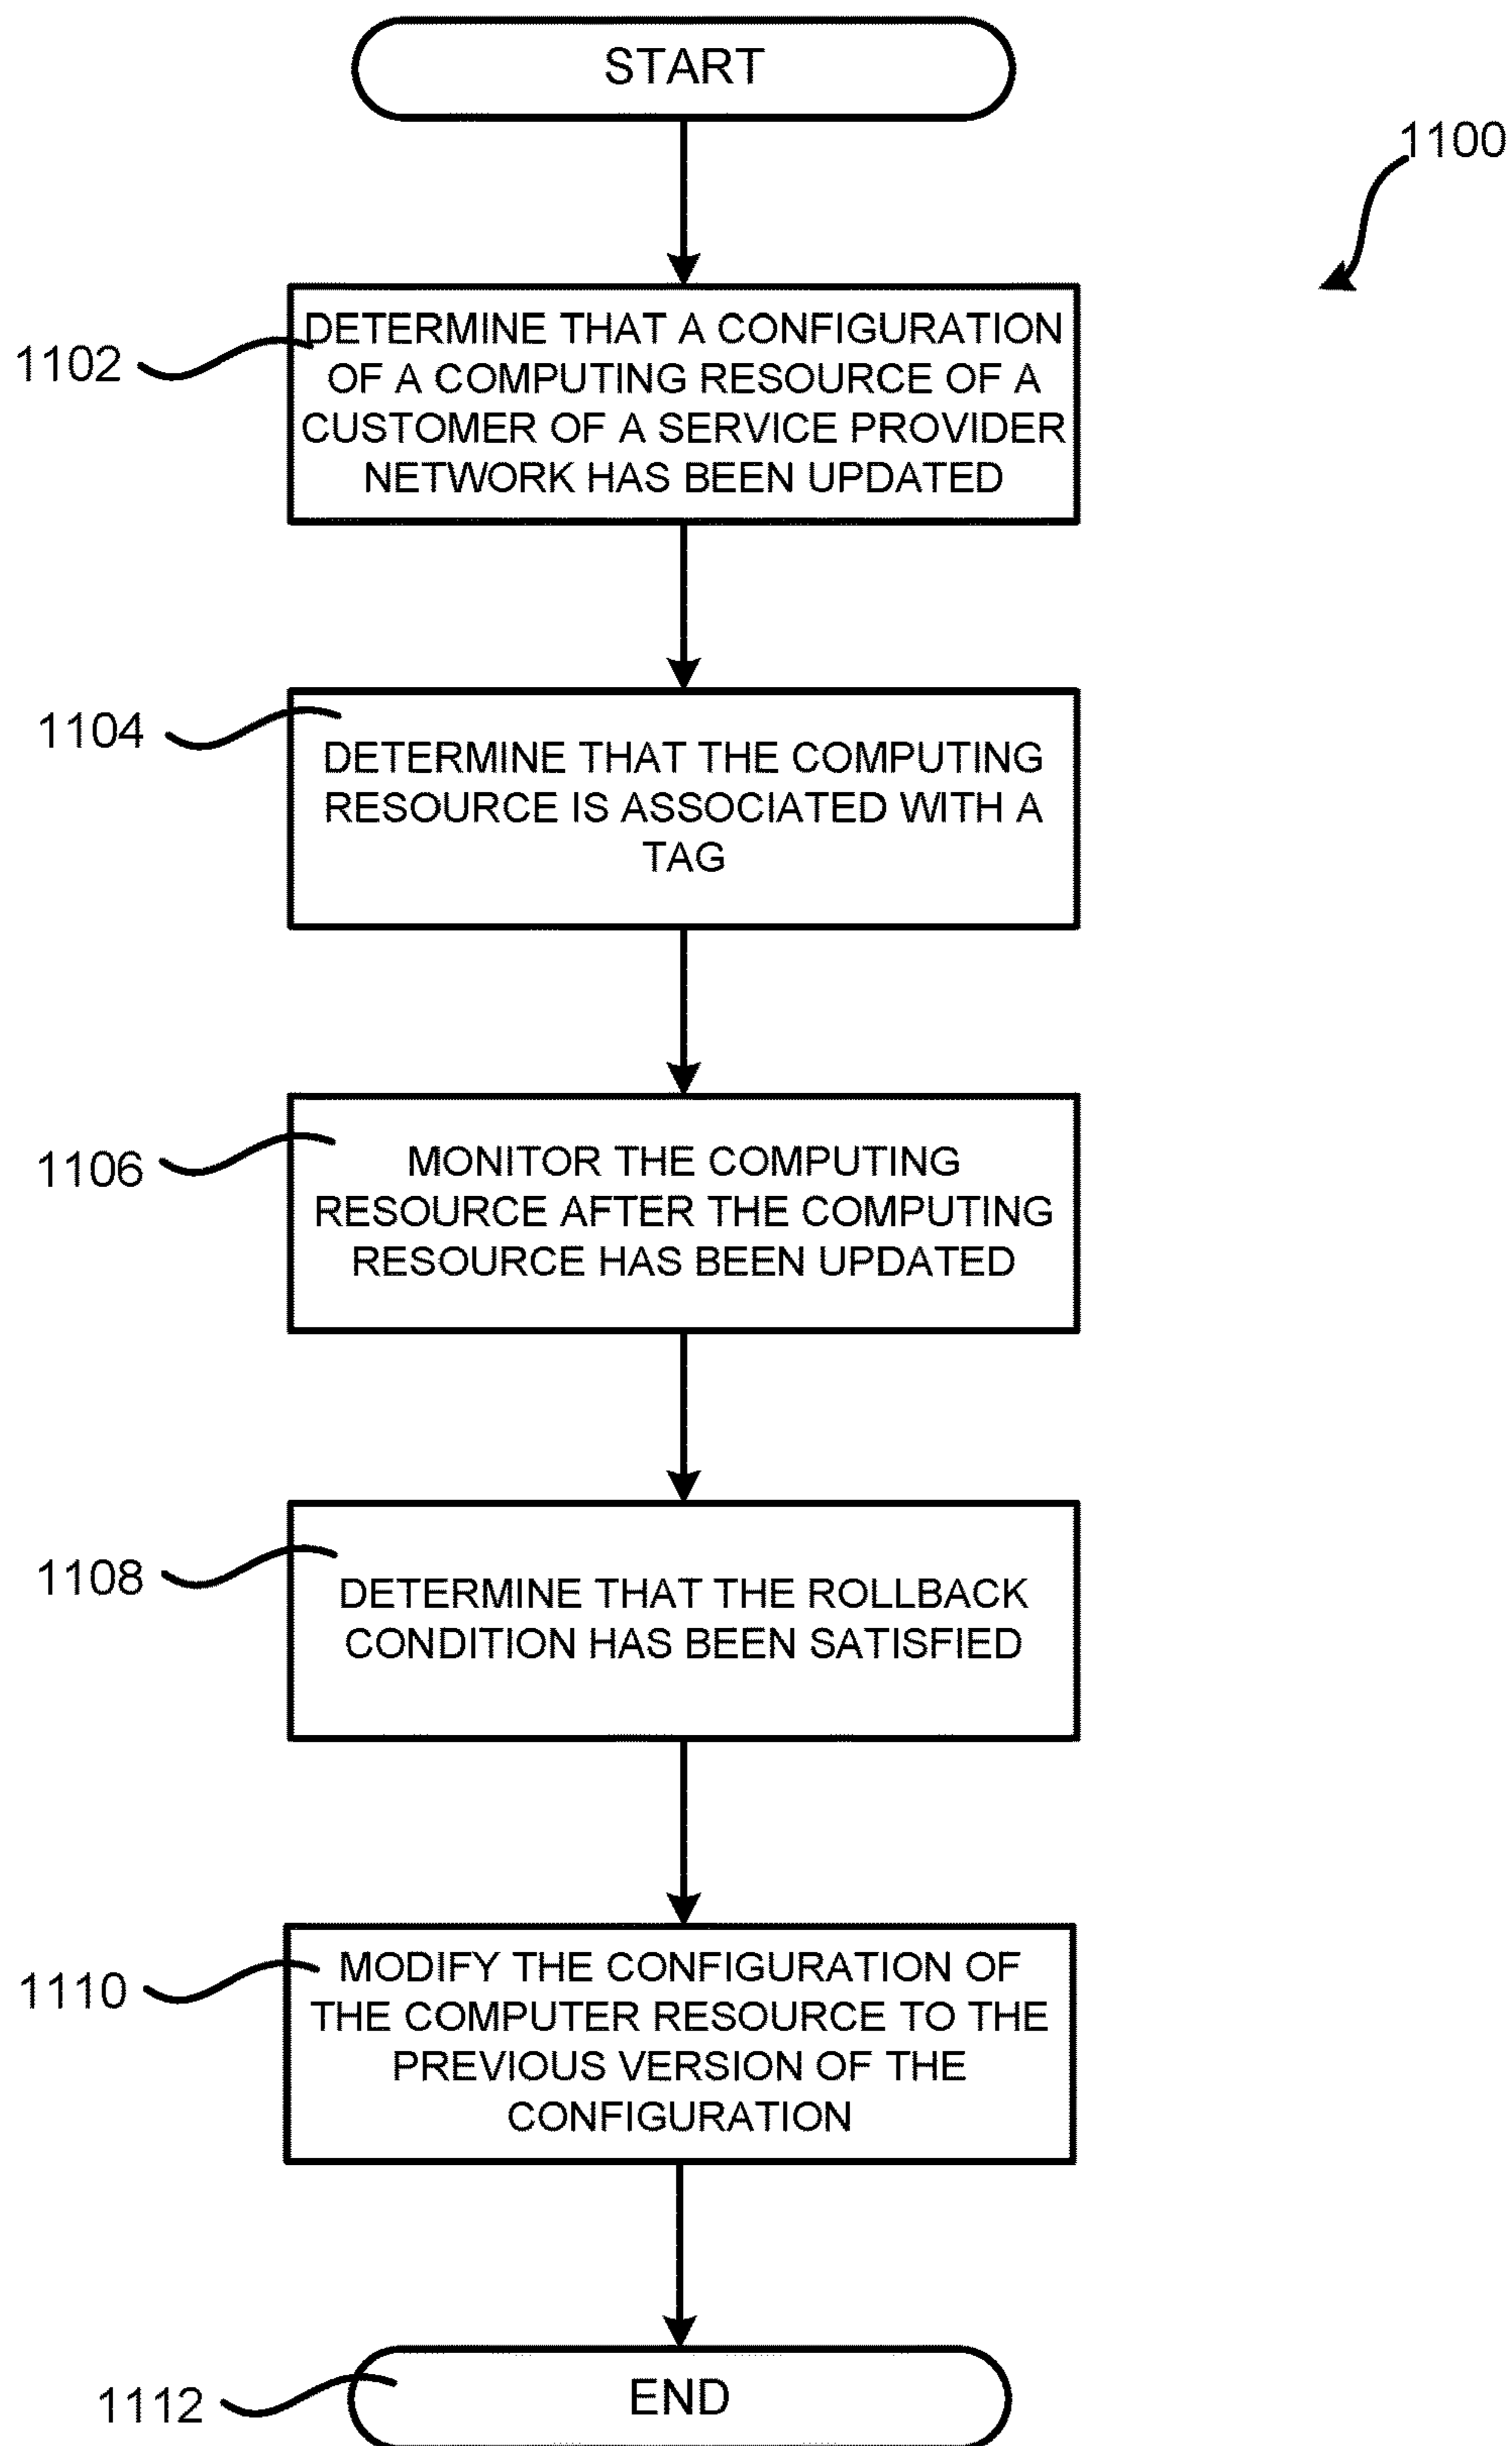 START
1100
1102
DETERMINE THAT A CONFIGURATION
OF A COMPUTING RESOURCE OF A
CUSTOMER OF A SERVICE PROVIDER
NETWORK HAS BEEN UPDATED
1104
DETERMINE THAT THE COMPUTING
RESOURCE IS ASSOCIATED WITH A
TAG
1106
MONITOR THE COMPUTING
RESOURCE AFTER THE COMPUTING
RESOURCE HAS BEEN UPDATED
1108
DETERMINE THAT THE ROLLBACK
CONDITION HAS BEEN SATISFIED
1110
MODIFY THE CONFIGURATION OF
THE COMPUTER RESOURCE TO THE
PREVIOUS VERSION OF THE
CONFIGURATION
1112
END